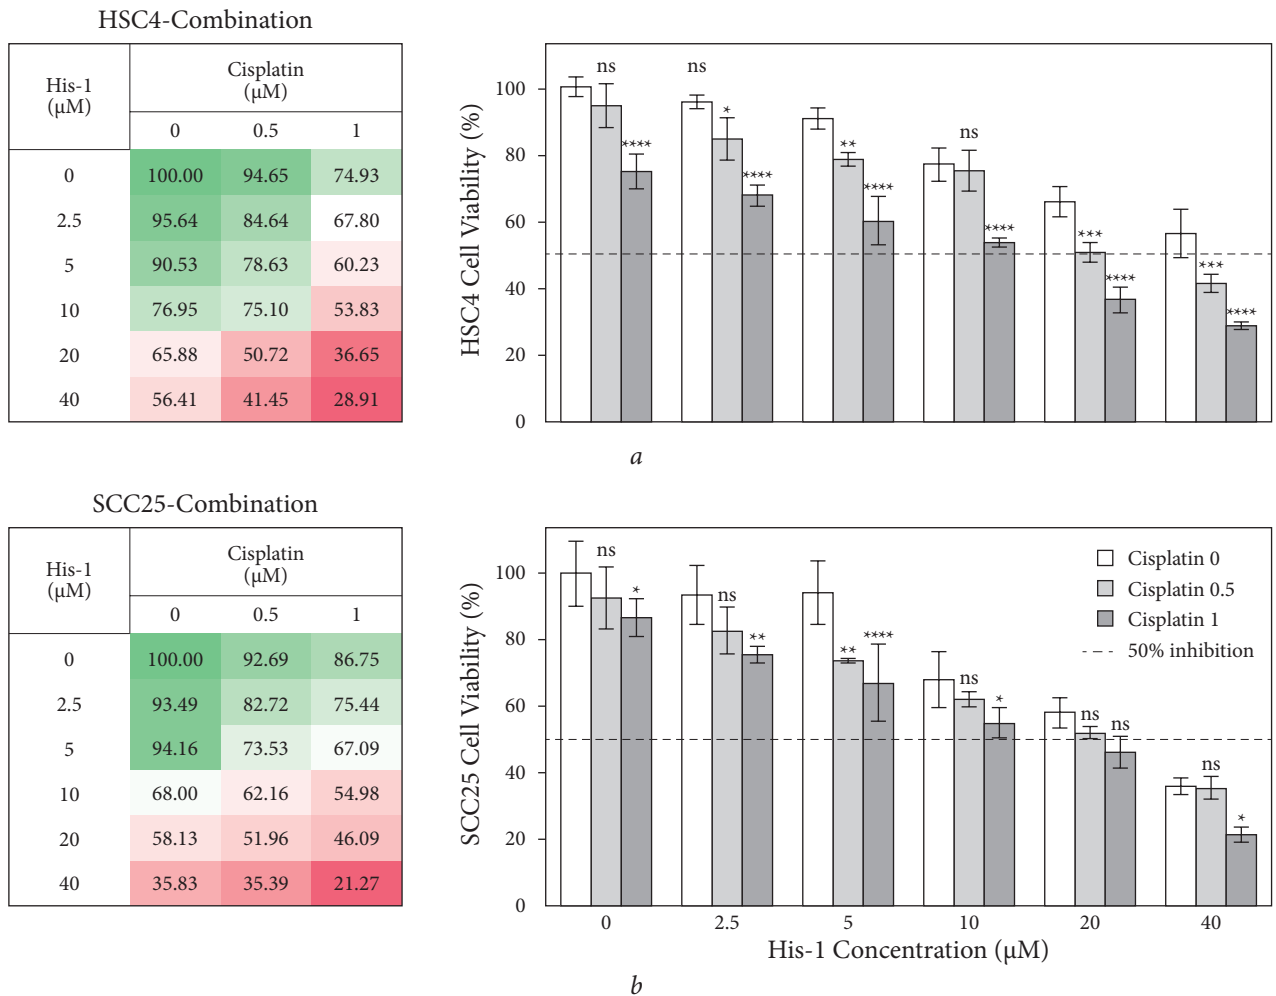 HSC4-Combination
His-1
(µM)
Cisplatin
(µM)
0 0.5 1
0 100.00 94.65 74.93
2.5 95.64 84.64 67.80
5 90.53 78.63 60.23
10 76.95 75.10 53.83
20 65.88 50.72 36.65
40 56.41 41.45 28.91
HSC4 Cell Viability (%)
100
80
60
40
20
0
ns
****
ns
*
****
**
****
ns
****
***
****
***
****
a
SCC25-Combination
His-1
(µM)
Cisplatin
(µM)
0 0.5 1
0 100.00 92.69 86.75
2.5 93.49 82.72 75.44
5 94.16 73.53 67.09
10 68.00 62.16 54.98
20 58.13 51.96 46.09
40 35.83 35.39 21.27
SCC25 Cell Viability (%)
100
80
60
40
20
0
ns
*
ns
**
**
****
ns
*
ns
ns
ns
*
Cisplatin 0
Cisplatin 0.5
Cisplatin 1
50% inhibition
0 2.5 5 10 20 40
His-1 Concentration (µM)
b